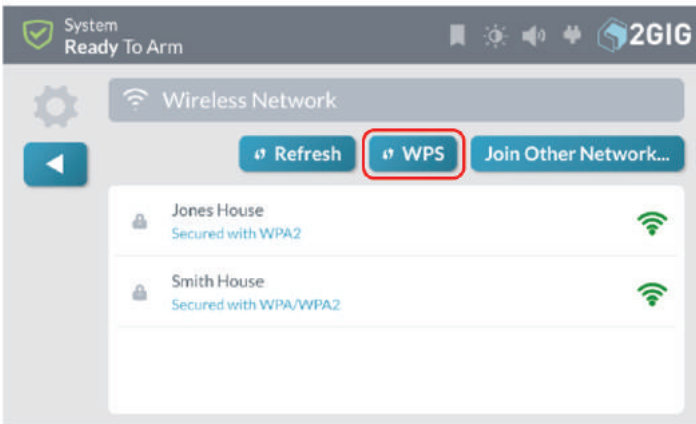 System
Ready To Arm
2GIG
Wireless Network
Refresh
WPS
Join Other Network...
Jones House
Secured with WPA2
Smith House
Secured with WPA/WPA2